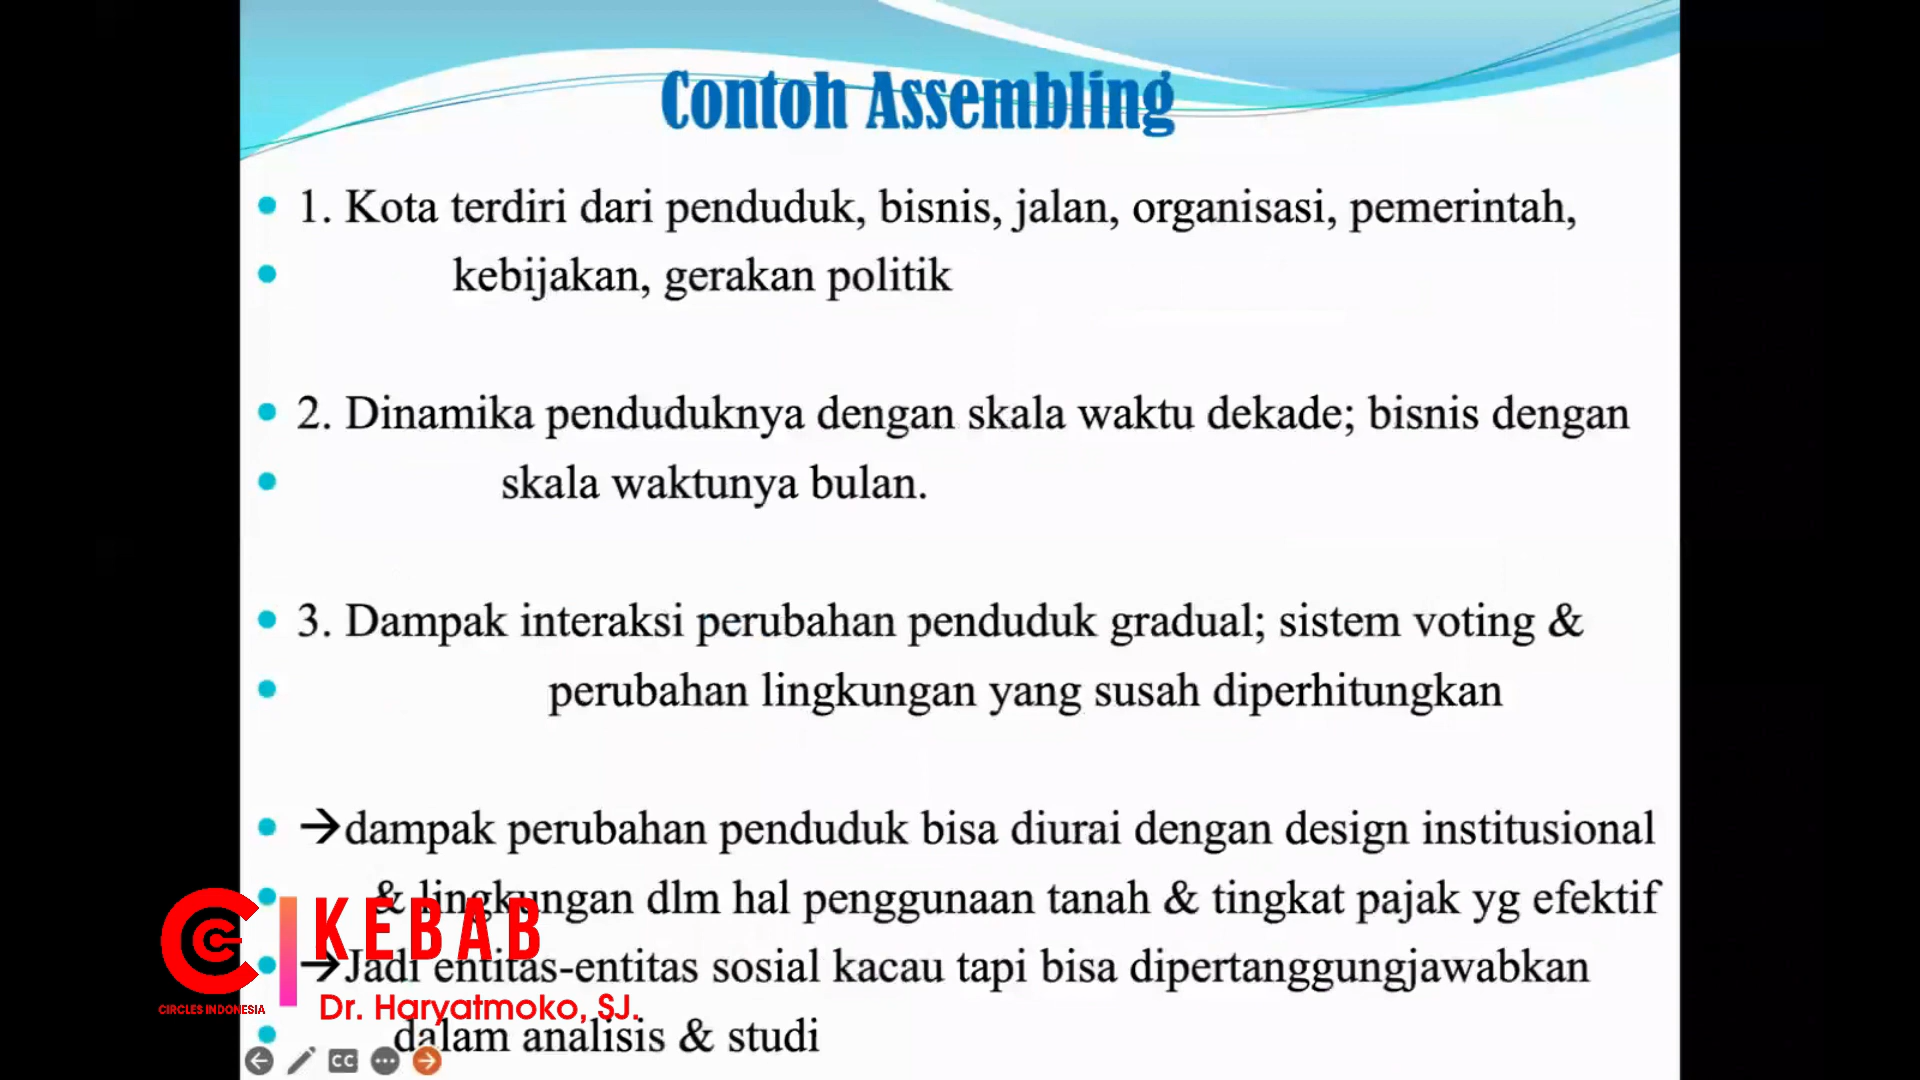 Contoh Assembling
1. Kota terdiri dari penduduk, bisnis, jalan, organisasi, pemerintah,
kebijakan, gerakan politik
2. Dinamika penduduknya dengan skala waktu dekade; bisnis dengan
skala waktunya bulan.
3. Dampak interaksi perubahan penduduk gradual; sistem voting &
perubahan lingkungan yang susah diperhitungkan
→dampak perubahan penduduk bisa diurai dengan design institusional
& lingkungan dlm hal penggunaan tanah & tingkat pajak yg efektif
→Jadi entitas-entitas sosial kacau tapi bisa dipertanggungjawabkan
dalam analisis & studi
KEBAB
Dr. Haryatmoko, SJ.
CIRCLES INDONESIA
CC